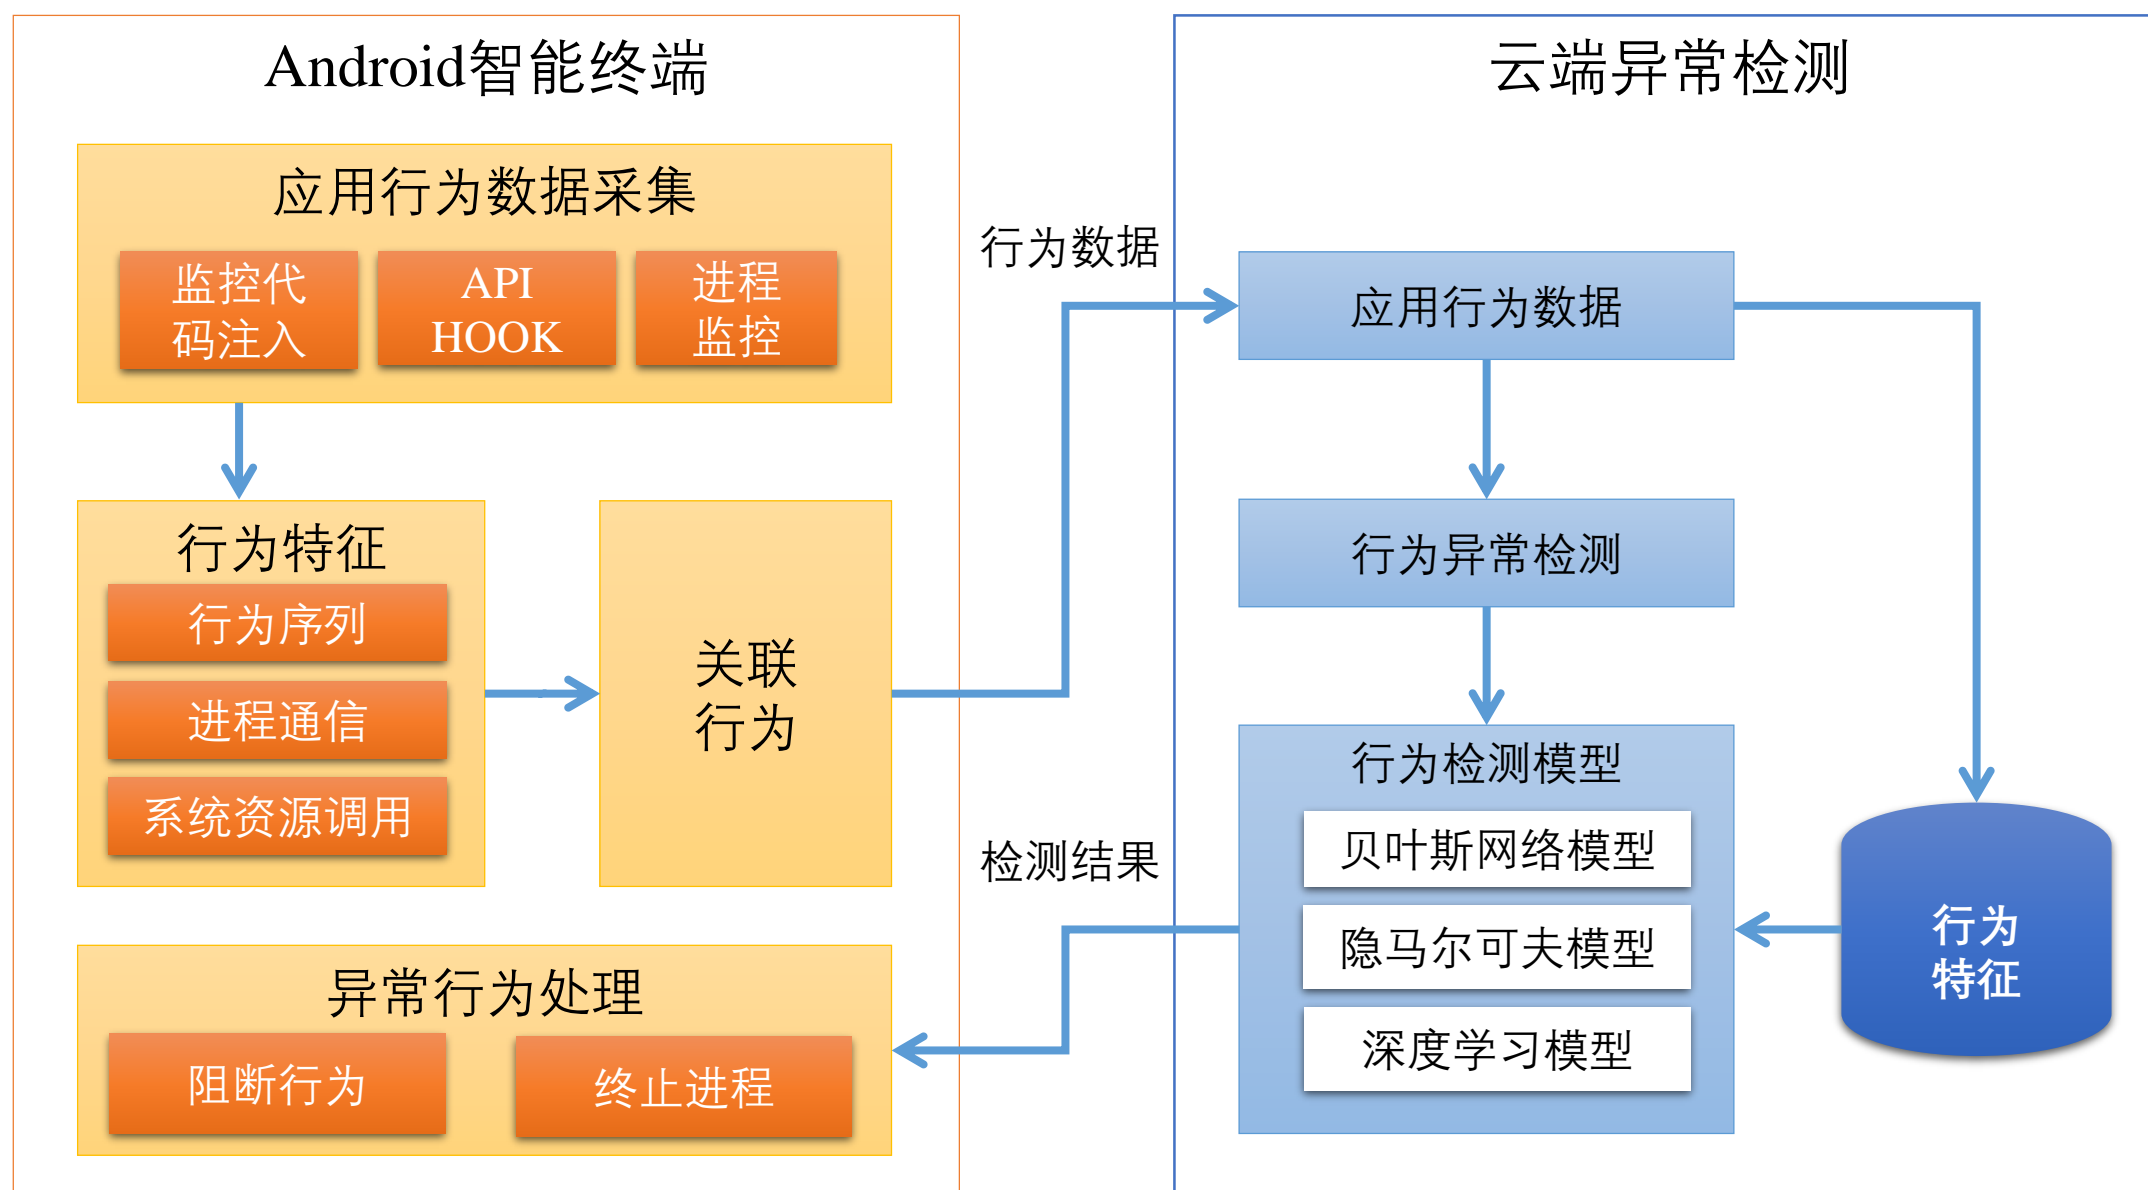 Android智能终端
应用行为数据采集
监控代
码注入
API
HOOK
进程
监控
行为特征
行为序列
进程通信
系统资源调用
关联
行为
异常行为处理
阻断行为
终止进程
行为数据
检测结果
云端异常检测
应用行为数据
行为异常检测
行为检测模型
贝叶斯网络模型
隐马尔可夫模型
深度学习模型
行为
特征